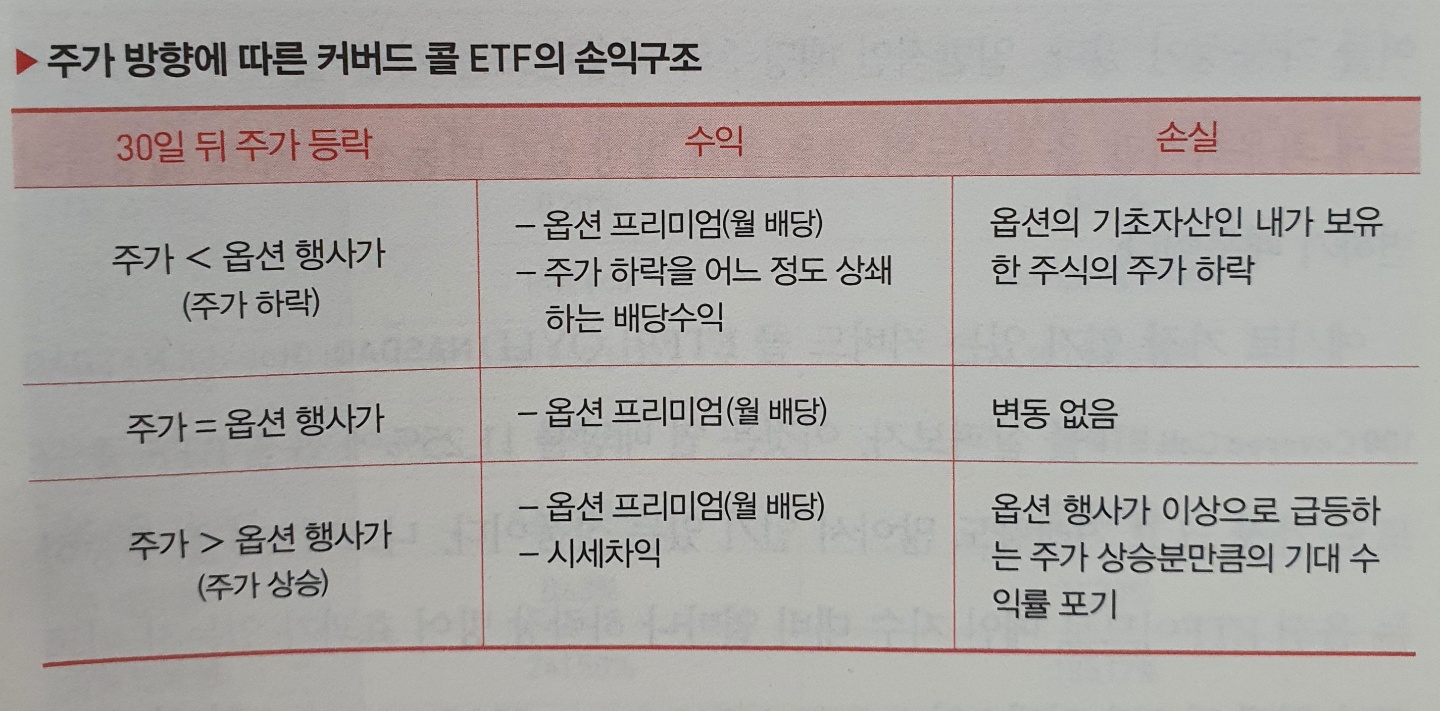 ▶ 주가 방향에 따른 커버드 콜 ETF의 손익구조
30일 뒤 주가 등락
수익
손실
주가 < 옵션 행사가
(주가 하락)
– 옵션 프리미엄(월 배당)
– 주가 하락을 어느 정도 상쇄
하는 배당수익
옵션의 기초자산인 내가 보유
한 주식의 주가 하락
주가 = 옵션 행사가
– 옵션 프리미엄(월 배당)
변동 없음
주가 > 옵션 행사가
(주가 상승)
– 옵션 프리미엄(월 배당)
– 시세차익
옵션 행사가 이상으로 급등하
는 주가 상승분만큼의 기대 수
익률 포기